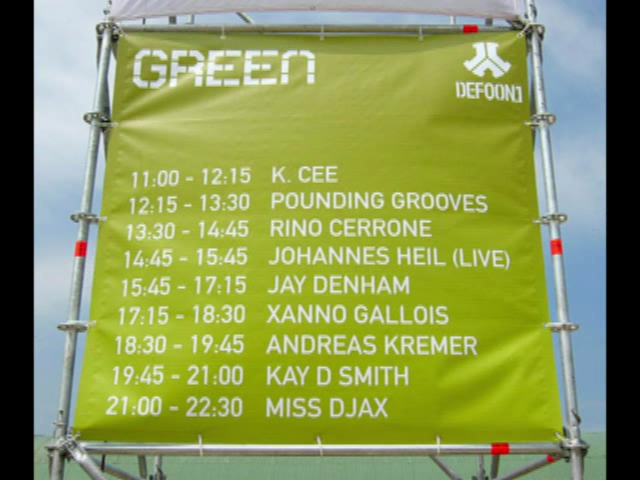 GREEN
DEFQON1
11:00 - 12:15 K. CEE
12:15 - 13:30 POUNDING GROOVES
13:30 - 14:45 RINO CERRONE
14:45 - 15:45 JOHANNES HEIL (LIVE)
15:45 - 17:15 JAY DENHAM
17:15 - 18:30 XANNO GALLOIS
18:30 - 19:45 ANDREAS KREMER
19:45 - 21:00 KAY D SMITH
21:00 - 22:30 MISS DJAX